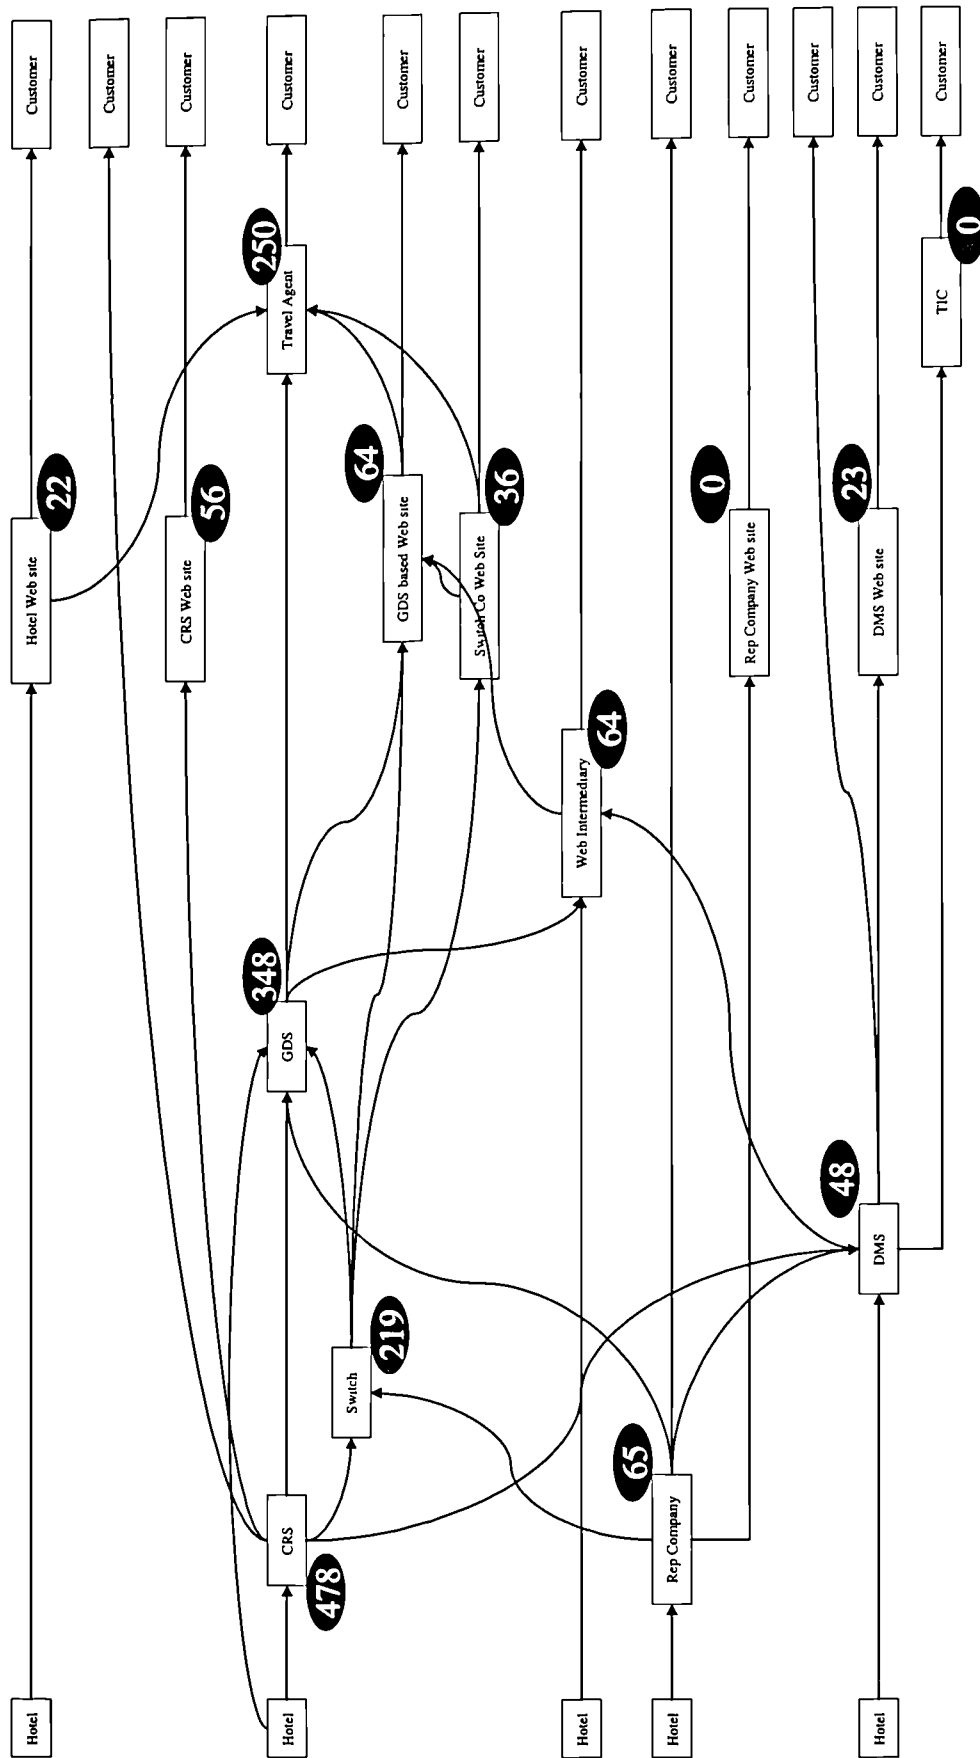 Customer
Customer
Customer
Customer
Customer
Customer
Customer
Customer
Customer
Customer
Customer
Customer
250
Travel Agent
0
TIC
22
Hotel Web site
56
CRS Web site
64
GDS based Web site
36
Switch Co Web Site
0
Rep Company Web site
23
DMS Web site
64
Web Intermediary
348
GDS
48
DMS
219
Switch
65
Rep Company
478
CRS
Hotel
Hotel
Hotel
Hotel
Hotel